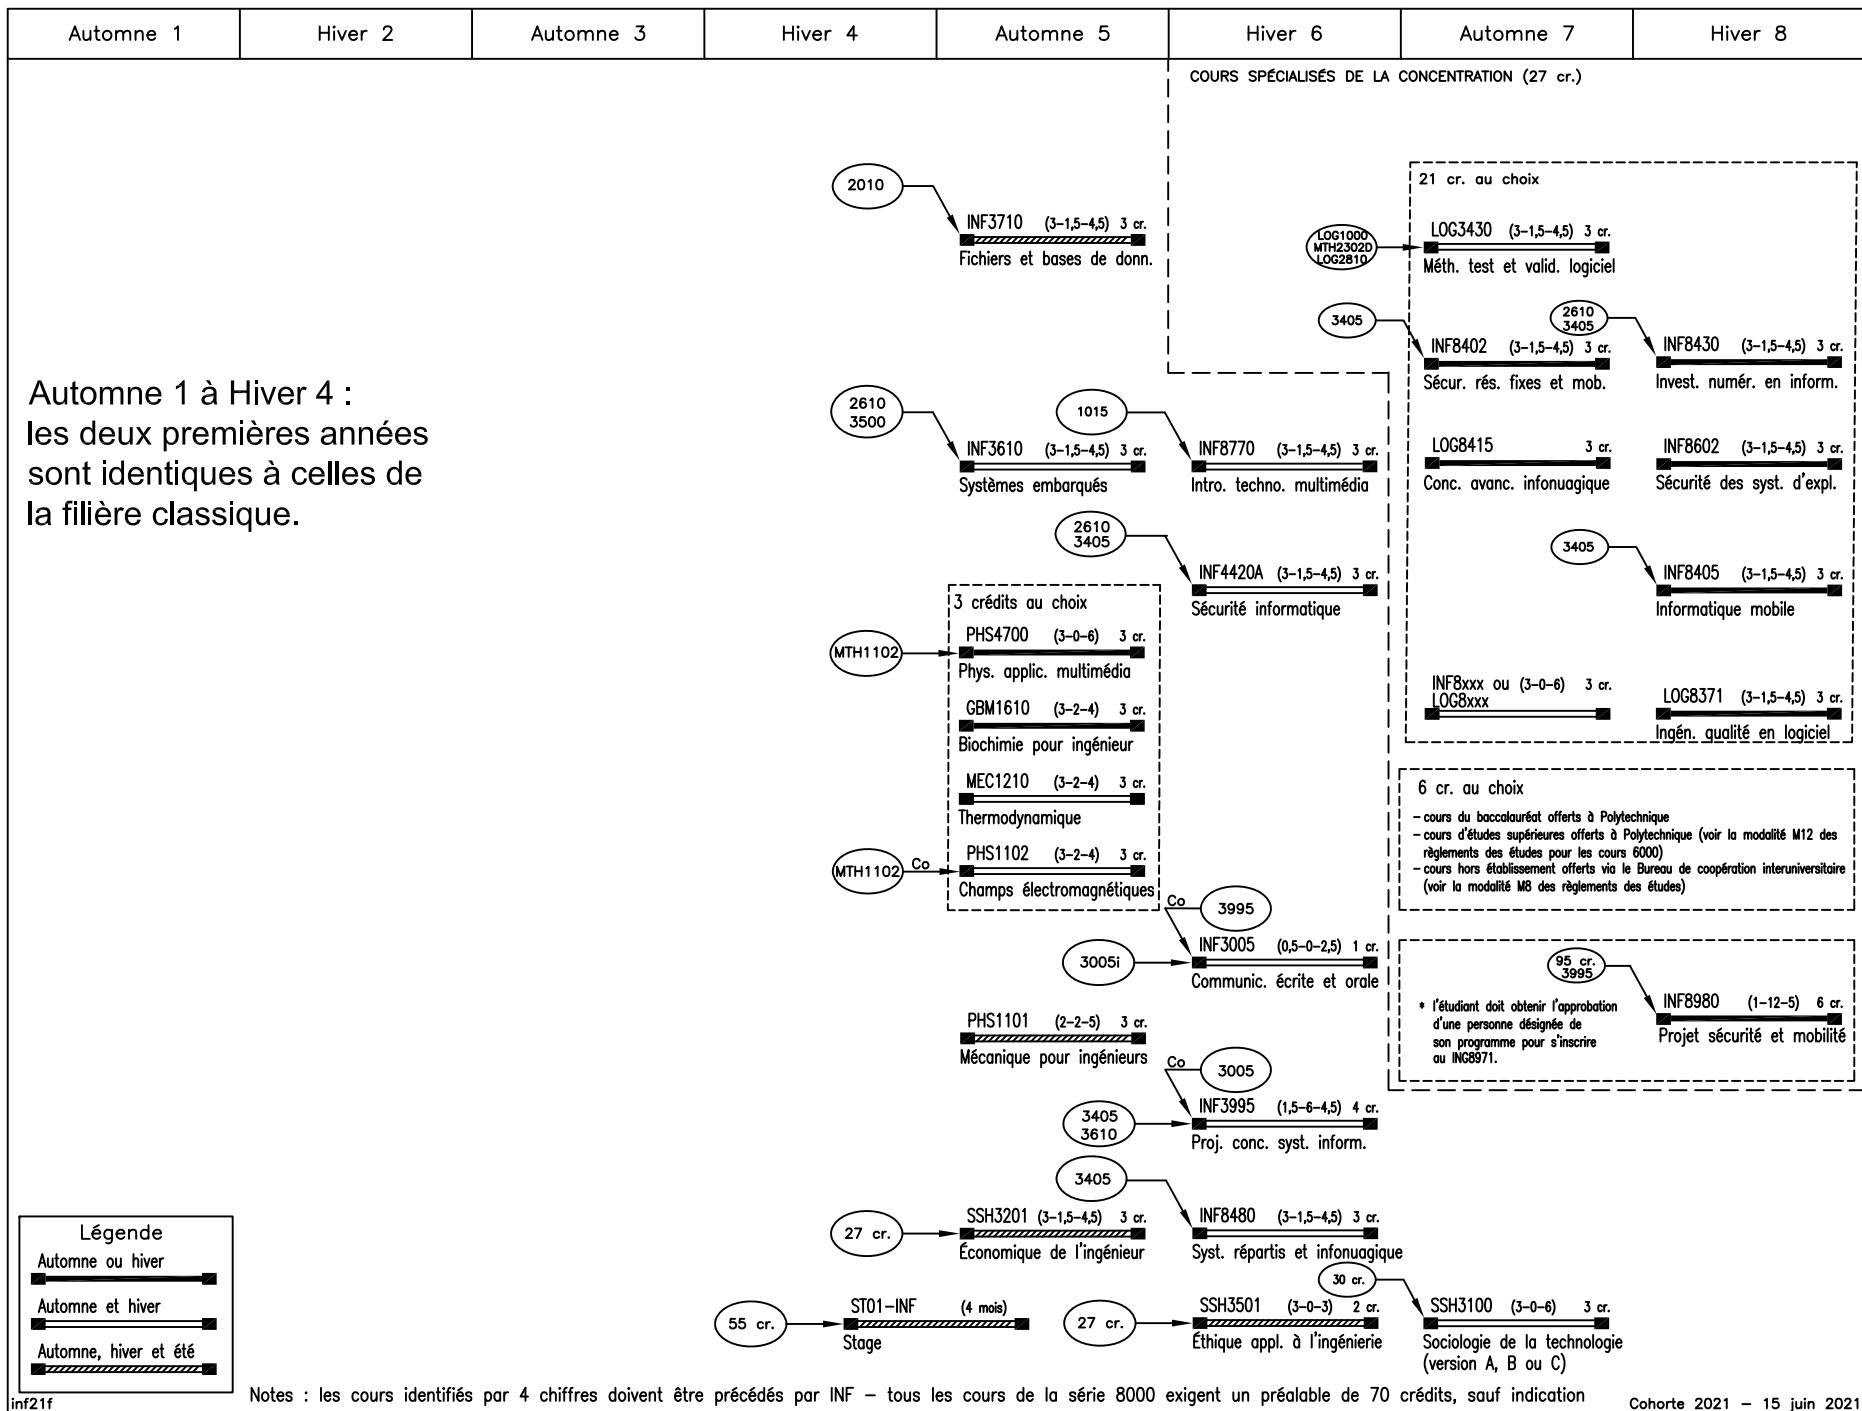 Automne 1
Hiver 2
Automne 3
Hiver 4
Automne 5
Hiver 6
Automne 7
Hiver 8
COURS SPÉCIALISÉS DE LA CONCENTRATION (27 cr.)
Automne 1 à Hiver 4 :
les deux premières années
sont identiques à celles de
la filière classique.
2010
INF3710 (3-1,5-4,5) 3 cr.
Fichiers et bases de donn.
2610
3500
INF3610 (3-1,5-4,5) 3 cr.
Systèmes embarqués
3 crédits au choix
MTH1102
PHS4700 (3-0-6) 3 cr.
Phys. applic. multimédia
GBM1610 (3-2-4) 3 cr.
Biochimie pour ingénieur
MEC1210 (3-2-4) 3 cr.
Thermodynamique
MTH1102 Co
PHS1102 (3-2-4) 3 cr.
Champs électromagnétiques
PHS1101 (2-2-5) 3 cr.
Mécanique pour ingénieurs
27 cr.
SSH3201 (3-1,5-4,5) 3 cr.
Économique de l'ingénieur
55 cr.
ST01-INF (4 mois)
Stage
1015
INF8770 (3-1,5-4,5) 3 cr.
Intro. techno. multimédia
2610
3405
INF4420A (3-1,5-4,5) 3 cr.
Sécurité informatique
Co 3995
3005i
INF3005 (0,5-0-2,5) 1 cr.
Communic. écrite et orale
Co 3005
3405
3610
INF3995 (1,5-6-4,5) 4 cr.
Proj. conc. syst. inform.
3405
INF8480 (3-1,5-4,5) 3 cr.
Syst. répartis et infonuagique
27 cr.
SSH3501 (3-0-3) 2 cr.
Éthique appl. à l'ingénierie
21 cr. au choix
LOG1000
MTH2302D
LOG2810
LOG3430 (3-1,5-4,5) 3 cr.
Méth. test et valid. logiciel
3405
INF8402 (3-1,5-4,5) 3 cr.
Sécur. rés. fixes et mob.
2610
3405
INF8430 (3-1,5-4,5) 3 cr.
Invest. numér. en inform.
LOG8415 3 cr.
Conc. avanc. infonuagique
INF8602 (3-1,5-4,5) 3 cr.
Sécurité des syst. d'expl.
3405
INF8405 (3-1,5-4,5) 3 cr.
Informatique mobile
INF8xxx ou (3-0-6) 3 cr.
LOG8xxx
LOG8371 (3-1,5-4,5) 3 cr.
Ingén. qualité en logiciel
6 cr. au choix
- cours du baccalauréat offerts à Polytechnique
- cours d'études supérieures offerts à Polytechnique (voir la modalité M12 des
règlements des études pour les cours 6000)
- cours hors établissement offerts via le Bureau de coopération interuniversitaire
(voir la modalité M8 des règlements des études)
95 cr.
3995
* l'étudiant doit obtenir l'approbation
d'une personne désignée de
son programme pour s'inscrire
au ING8971.
INF8980 (1-12-5) 6 cr.
Projet sécurité et mobilité
30 cr.
SSH3100 (3-0-6) 3 cr.
Sociologie de la technologie
(version A, B ou C)
Légende
Automne ou hiver
Automne et hiver
Automne, hiver et été
inf21f
Notes : les cours identifiés par 4 chiffres doivent être précédés par INF – tous les cours de la série 8000 exigent un préalable de 70 crédits, sauf indication
Cohorte 2021 – 15 juin 2021